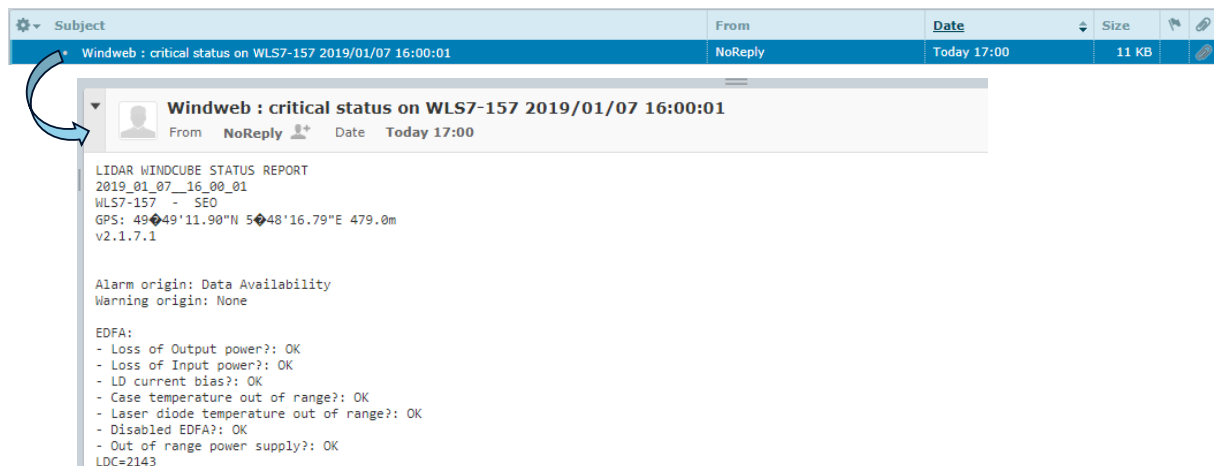 Subject From Date Size
Windweb : critical status on WLS7-157 2019/01/07 16:00:01 NoReply Today 17:00 11 KB
Windweb : critical status on WLS7-157 2019/01/07 16:00:01
From NoReply Date Today 17:00
LIDAR WINDCUBE STATUS REPORT
2019_01_07__16_00_01
WLS7-157 - SEO
GPS: 49�49'11.90"N 5�48'16.79"E 479.0m
v2.1.7.1
Alarm origin: Data Availability
Warning origin: None
EDFA:
- Loss of Output power?: OK
- Loss of Input power?: OK
- LD current bias?: OK
- Case temperature out of range?: OK
- Laser diode temperature out of range?: OK
- Disabled EDFA?: OK
- Out of range power supply?: OK
LDC=2143